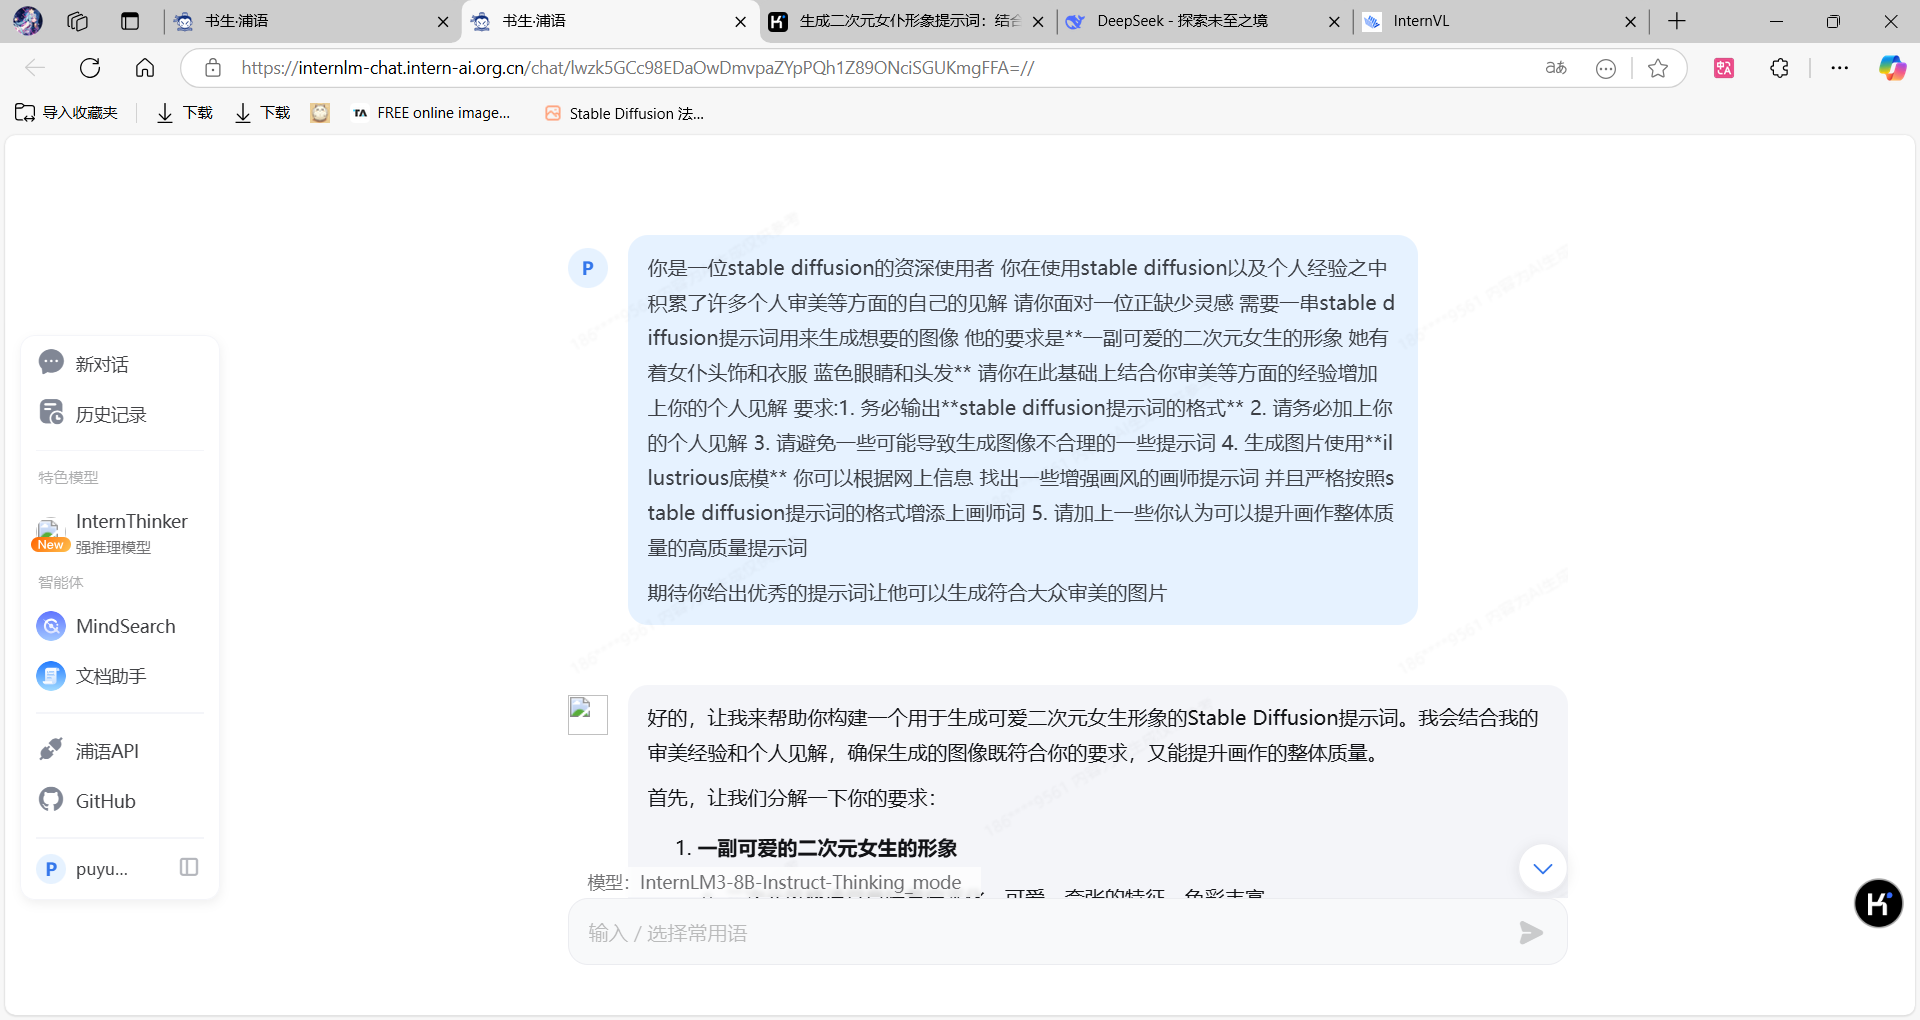 书生·浦语
书生·浦语
生成二次元女仆形象提示词：结合
DeepSeek - 探索未至之境
InternVL
https://internlm-chat.intern-ai.org.cn/chat/lwzk5GCc98EDaOwDmvpaZYpPQh1Z89ONciSGUKmgFFA=//
导入收藏夹
下载
下载
FREE online image...
Stable Diffusion 法...
P
你是一位stable diffusion的资深使用者 你在使用stable diffusion以及个人经验之中
积累了许多个人审美等方面的自己的见解 请你面对一位正缺少灵感 需要一串stable d
iffusion提示词用来生成想要的图像 他的要求是**一副可爱的二次元女生的形象 她有
着女仆头饰和衣服 蓝色眼睛和头发** 请你在此基础上结合你审美等方面的经验增加
上你的个人见解 要求:1. 务必输出**stable diffusion提示词的格式** 2. 请务必加上你
的个人见解 3. 请避免一些可能导致生成图像不合理的一些提示词 4. 生成图片使用**il
lustrious底模** 你可以根据网上信息 找出一些增强画风的画师提示词 并且严格按照s
table diffusion提示词的格式增添上画师词 5. 请加上一些你认为可以提升画作整体质
量的高质量提示词
期待你给出优秀的提示词让他可以生成符合大众审美的图片
新对话
历史记录
特色模型
InternThinker
New
强推理模型
智能体
MindSearch
文档助手
浦语API
GitHub
P
puyu...
好的，让我来帮助你构建一个用于生成可爱二次元女生形象的Stable Diffusion提示词。我会结合我的
审美经验和个人见解，确保生成的图像既符合你的要求，又能提升画作的整体质量。
首先，让我们分解一下你的要求：
1. 一副可爱的二次元女生的形象
模型：InternLM3-8B-Instruct-Thinking_mode
输入 / 选择常用语